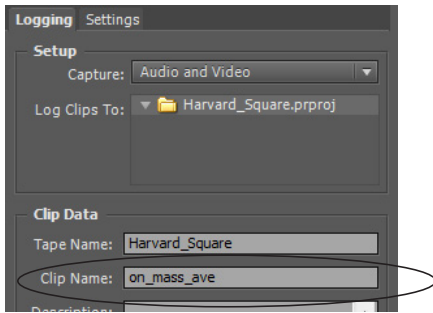 Logging Settings
Setup
Capture: Audio and Video
Log Clips To: Harvard_Square.prproj
Clip Data
Tape Name: Harvard_Square
Clip Name: on_mass_ave
Description: